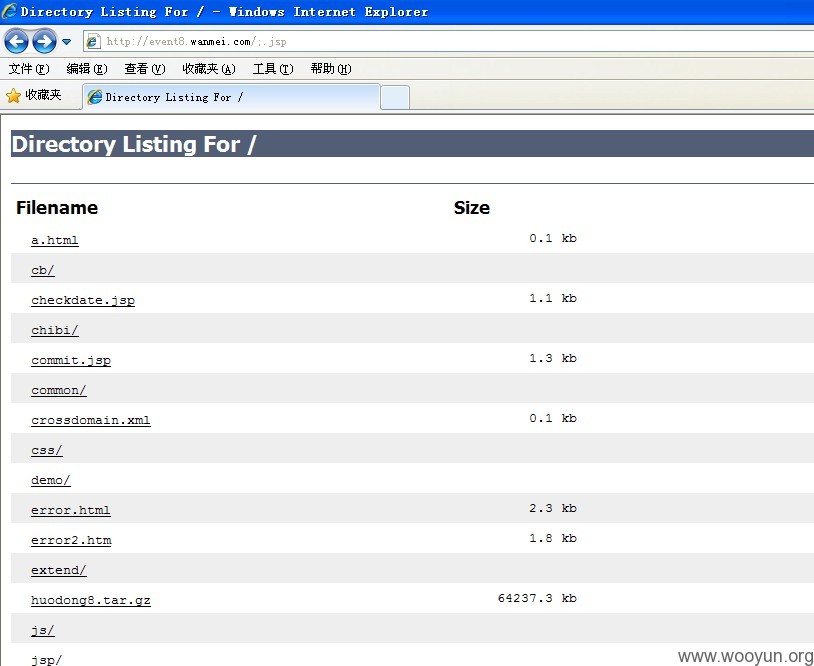 Directory Listing For / - Windows Internet Explorer
http://event8.wanmei.com/;.jsp
文件(F) 编辑(E) 查看(V) 收藏夹(A) 工具(T) 帮助(H)
收藏夹 Directory Listing For /
Directory Listing For /
Filename Size
a.html 0.1 kb
cb/
checkdate.jsp 1.1 kb
chibi/
commit.jsp 1.3 kb
common/
crossdomain.xml 0.1 kb
css/
demo/
error.html 2.3 kb
error2.htm 1.8 kb
extend/
huodong8.tar.gz 64237.3 kb
js/
jsp/
www.wooyun.org